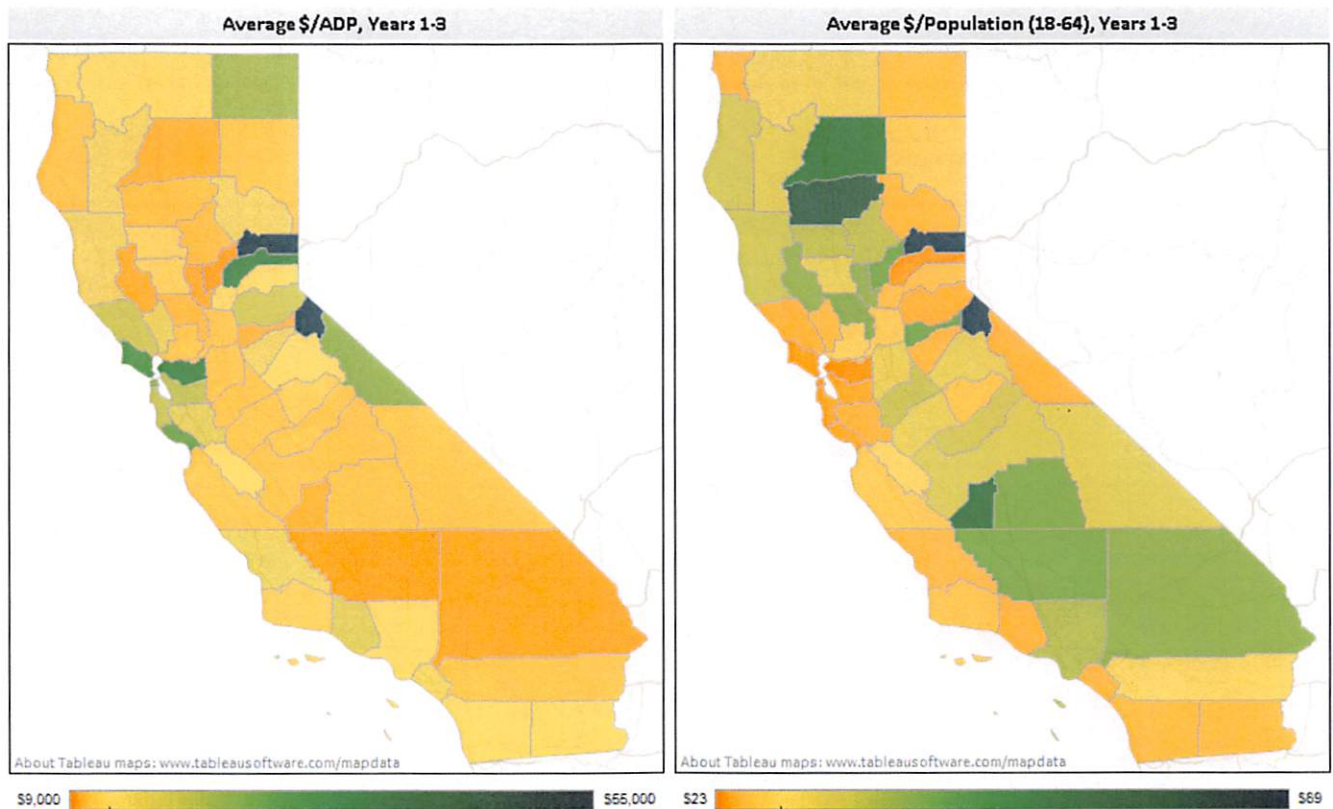 Average $/ADP, Years 1-3
Average $/Population (18-64), Years 1-3
About Tableau maps: www.tableausoftware.com/mapdata
About Tableau maps: www.tableausoftware.com/mapdata
$9,000
$55,000
$23
$69